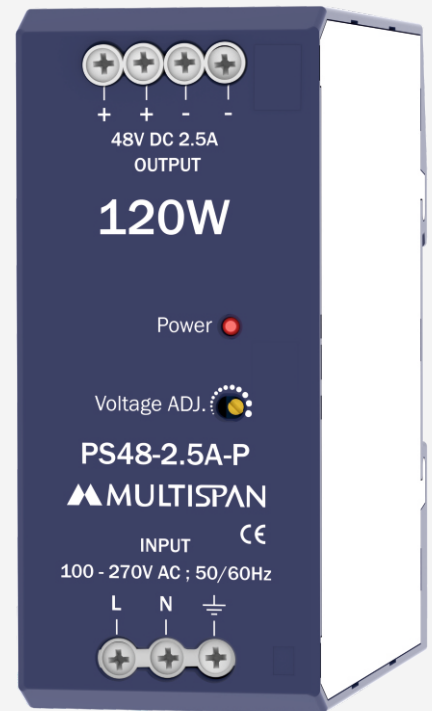 + + - -
48V DC 2.5A
OUTPUT
120W
Power
Voltage ADJ.
PS48-2.5A-P
MULTISPAN
CE
INPUT
100 - 270V AC ; 50/60Hz
L N ⏚